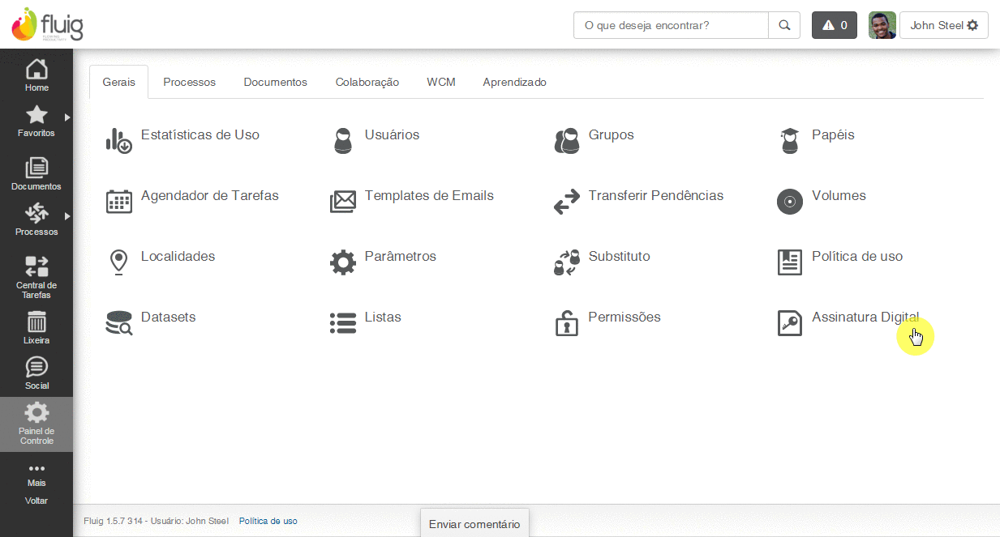 fluig
O que deseja encontrar?
0
John Steel
Home
Favoritos
Documentos
Processos
Central de
Tarefas
Lixeira
Social
Painel de
Controle
Mais
Voltar
Gerais
Processos
Documentos
Colaboração
WCM
Aprendizado
Estatísticas de Uso
Usuários
Grupos
Papéis
Agendador de Tarefas
Templates de Emails
Transferir Pendências
Volumes
Localidades
Parâmetros
Substituto
Política de uso
Datasets
Listas
Permissões
Assinatura Digital
Fluig 1.5.7 314 - Usuário: John Steel
Política de uso
Enviar comentário